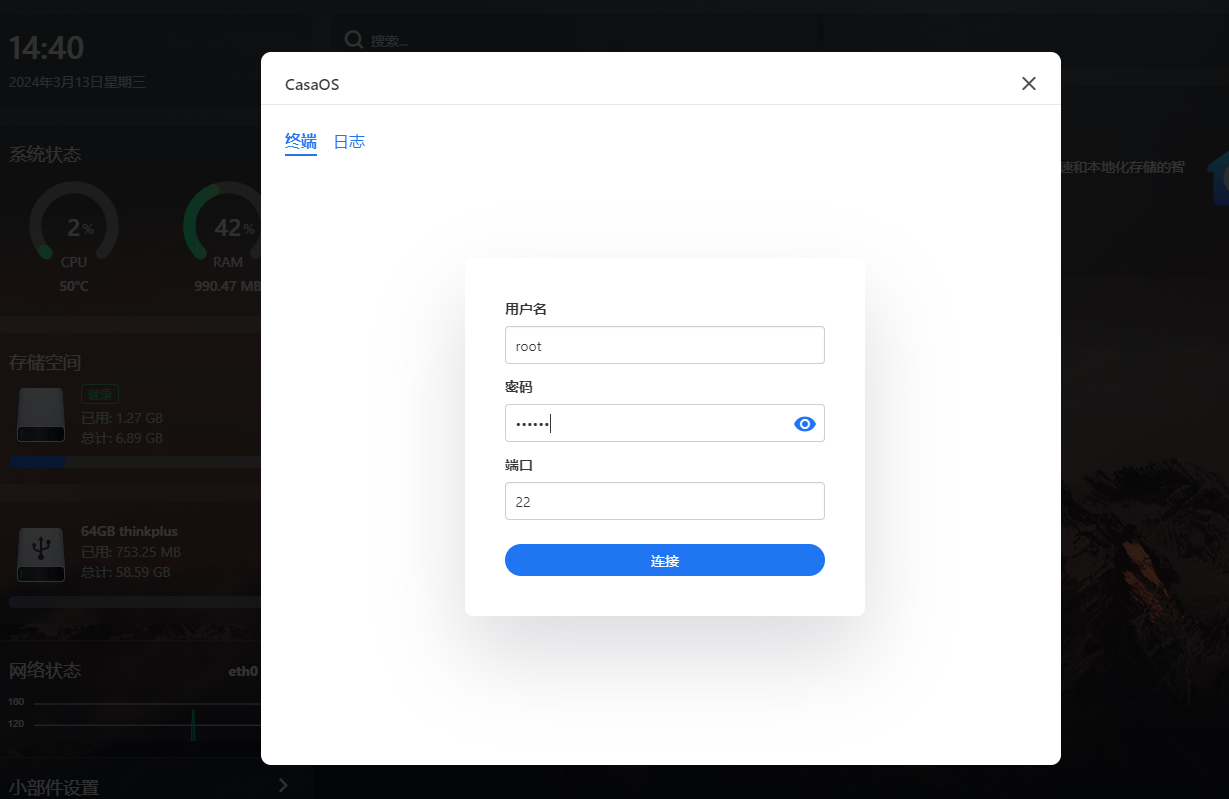 14:40
2024年3月13日星期三
搜索...
系统状态
2%
CPU
50°C
42%
RAM
990.47 MB
存储空间
健康
已用: 1.27 GB
总计: 6.89 GB
64GB thinkplus
已用: 753.25 MB
总计: 58.59 GB
网络状态
eth0
160
120
小部件设置
速和本地化存储的智
CasaOS
终端 日志
用户名
root
密码
••••••
端口
22
连接